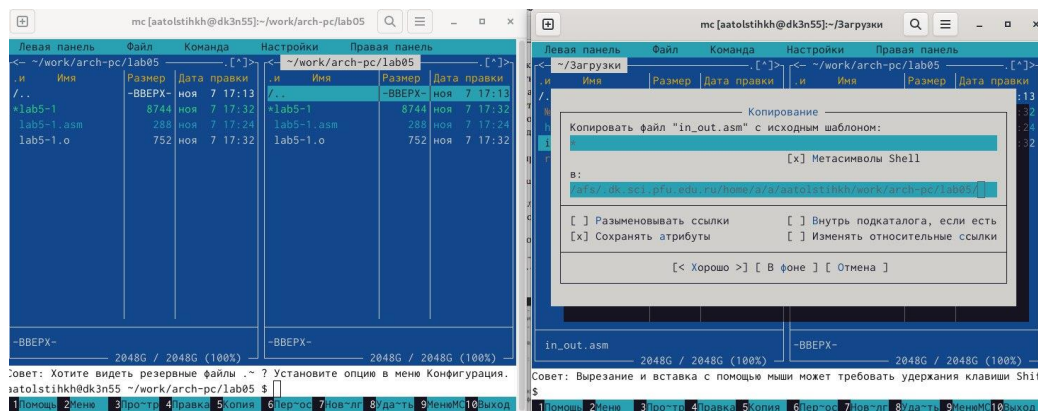 mc [aatolstihkh@dk3n55]:~/work/arch-pc/lab05
Левая панель Файл Команда Настройки Правая панель
<— ~/work/arch-pc/lab05 .[^]> <— ~/work/arch-pc/lab05 .[^]>
.и Имя Размер Дата правки .и Имя Размер Дата правки
/.. -ВВЕРХ- ноя 7 17:13 /.. -ВВЕРХ- ноя 7 17:13
*lab5-1 8744 ноя 7 17:32 *lab5-1 8744 ноя 7 17:32
lab5-1.asm 288 ноя 7 17:24 lab5-1.asm 288 ноя 7 17:24
lab5-1.o 752 ноя 7 17:32 lab5-1.o 752 ноя 7 17:32
-ВВЕРХ- -ВВЕРХ-
2048G / 2048G (100%) 2048G / 2048G (100%)
Совет: Хотите видеть резервные файлы .~ ? Установите опцию в меню Конфигурация.
aatolstihkh@dk3n55 ~/work/arch-pc/lab05 $
1Помощь 2Меню 3Про~тр 4Правка 5Копия 6Пер~ос 7Нов~лг 8Уда~ть 9МенюMC 10Выход
mc [aatolstihkh@dk3n55]:~/Загрузки
Левая панель Файл Команда Настройки Правая панель
<— ~/Загрузки .[^]> <— ~/work/arch-pc/lab05 .[^]>
.и Имя Размер Дата правки .и Имя Размер Дата правки
Копирование
Копировать файл "in_out.asm" с исходным шаблоном:
*
[x] Метасимволы Shell
в:
/afs/.dk.sci.pfu.edu.ru/home/a/a/aatolstihkh/work/arch-pc/lab05/
[ ] Разыменовывать ссылки [ ] Внутрь подкаталога, если есть
[x] Сохранять атрибуты [ ] Изменять относительные ссылки
[< Хорошо >] [ В фоне ] [ Отмена ]
in_out.asm -ВВЕРХ-
2048G / 2048G (100%) 2048G / 2048G (100%)
Совет: Вырезание и вставка с помощью мыши может требовать удержания клавиши Shif
$
1Помощь 2Меню 3Про~тр 4Правка 5Копия 6Пер~ос 7Нов~лг 8Уда~ть 9МенюMC 10Выход